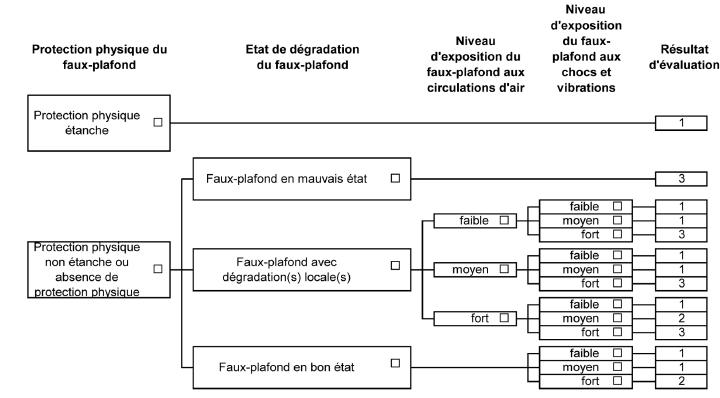 Protection physique du
faux-plafond
Etat de dégradation
du faux-plafond
Niveau
d'exposition du
faux-plafond aux
circulations d'air
Niveau
d'exposition
du faux-
plafond aux
chocs et
vibrations
Résultat
d'évaluation
Protection physique
étanche
1
Faux-plafond en mauvais état
3
Protection physique
non étanche ou
absence de
protection physique
Faux-plafond avec
dégradation(s) locale(s)
faible
faible 1
moyen 1
fort 3
moyen
faible 1
moyen 1
fort 3
fort
faible 1
moyen 2
fort 3
Faux-plafond en bon état
faible 1
moyen 1
fort 2